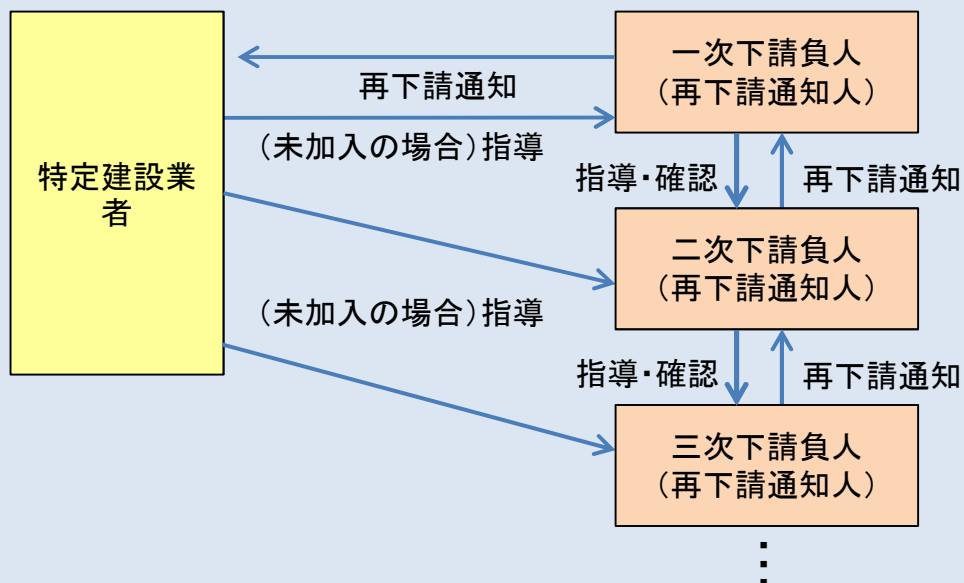 一次下請負人
（再下請通知人）
再下請通知
（未加入の場合）指導
特定建設業
者
指導・確認
再下請通知
二次下請負人
（再下請通知人）
（未加入の場合）指導
指導・確認
再下請通知
三次下請負人
（再下請通知人）
…